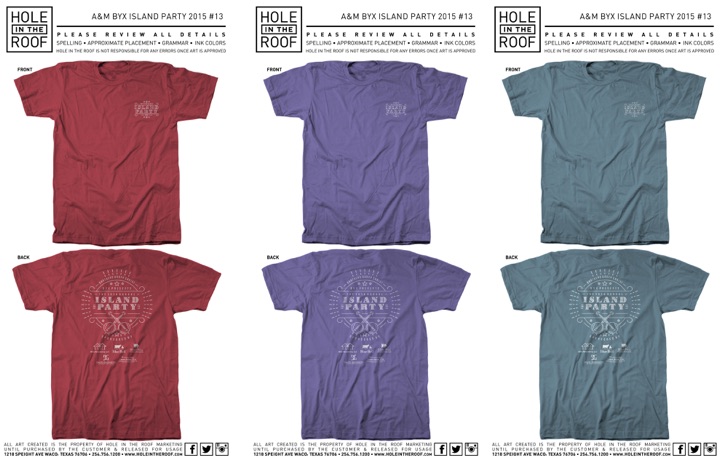 HOLE
IN THE
ROOF
A&M BYX ISLAND PARTY 2015 #13
PLEASE REVIEW ALL DETAILS
SPELLING • APPROXIMATE PLACEMENT • GRAMMAR • INK COLORS
HOLE IN THE ROOF IS NOT RESPONSIBLE FOR ANY ERRORS ONCE ART IS APPROVED
FRONT
ISLAND
PARTY
BACK
ISLAND
PARTY
ALL ART CREATED IS THE PROPERTY OF HOLE IN THE ROOF MARKETING
UNTIL PURCHASED BY THE CUSTOMER & RELEASED FOR USAGE
1218 SPEIGHT AVE WACO, TEXAS 76706 • 254.756.1200 • WWW.HOLEINTHEROOF.COM
HOLE
IN THE
ROOF
A&M BYX ISLAND PARTY 2015 #13
PLEASE REVIEW ALL DETAILS
SPELLING • APPROXIMATE PLACEMENT • GRAMMAR • INK COLORS
HOLE IN THE ROOF IS NOT RESPONSIBLE FOR ANY ERRORS ONCE ART IS APPROVED
FRONT
ISLAND
PARTY
BACK
ISLAND
PARTY
ALL ART CREATED IS THE PROPERTY OF HOLE IN THE ROOF MARKETING
UNTIL PURCHASED BY THE CUSTOMER & RELEASED FOR USAGE
1218 SPEIGHT AVE WACO, TEXAS 76706 • 254.756.1200 • WWW.HOLEINTHEROOF.COM
HOLE
IN THE
ROOF
A&M BYX ISLAND PARTY 2015 #13
PLEASE REVIEW ALL DETAILS
SPELLING • APPROXIMATE PLACEMENT • GRAMMAR • INK COLORS
HOLE IN THE ROOF IS NOT RESPONSIBLE FOR ANY ERRORS ONCE ART IS APPROVED
FRONT
ISLAND
PARTY
BACK
ISLAND
PARTY
ALL ART CREATED IS THE PROPERTY OF HOLE IN THE ROOF MARKETING
UNTIL PURCHASED BY THE CUSTOMER & RELEASED FOR USAGE
1218 SPEIGHT AVE WACO, TEXAS 76706 • 254.756.1200 • WWW.HOLEINTHEROOF.COM